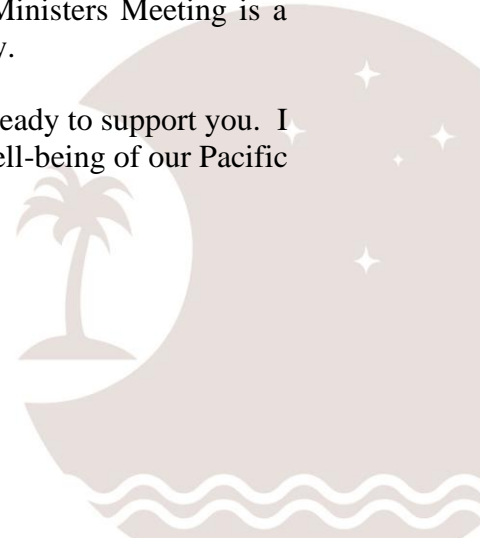 Ministers Meeting is a
y.
eady to support you.  I
ell-being of our Pacific